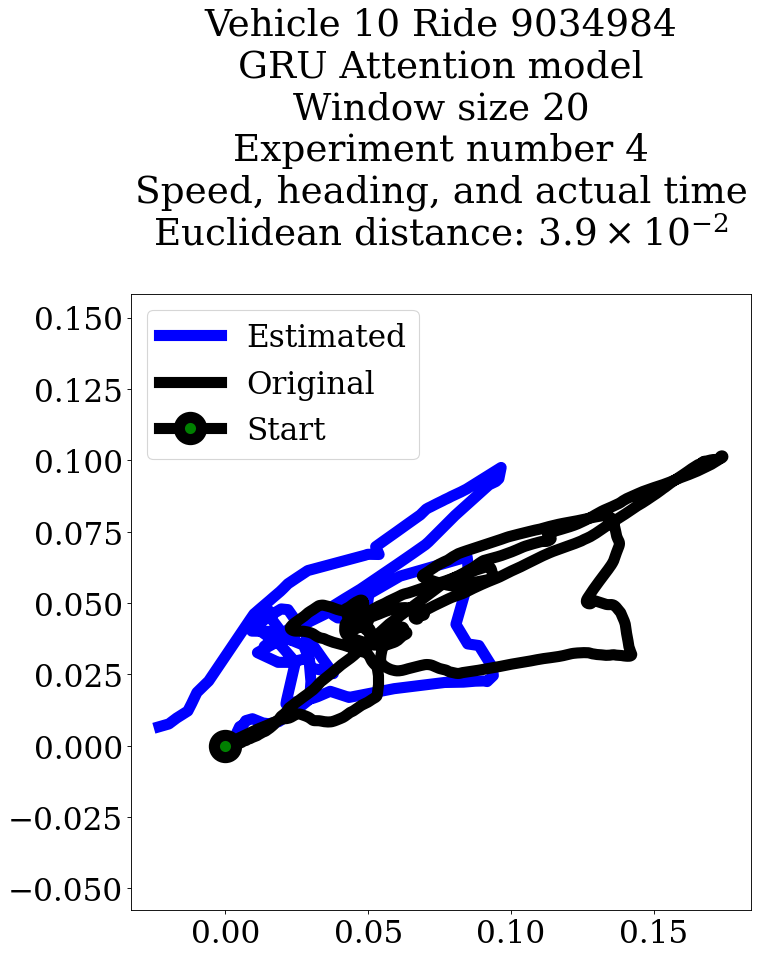 Vehicle 10 Ride 9034984
GRU Attention model
Window size 20
Experiment number 4
Speed, heading, and actual time
Euclidean distance: 3.9 × 10⁻²
0.150
0.125
0.100
0.075
0.050
0.025
0.000
−0.025
−0.050
Estimated
Original
Start
0.00 0.05 0.10 0.15